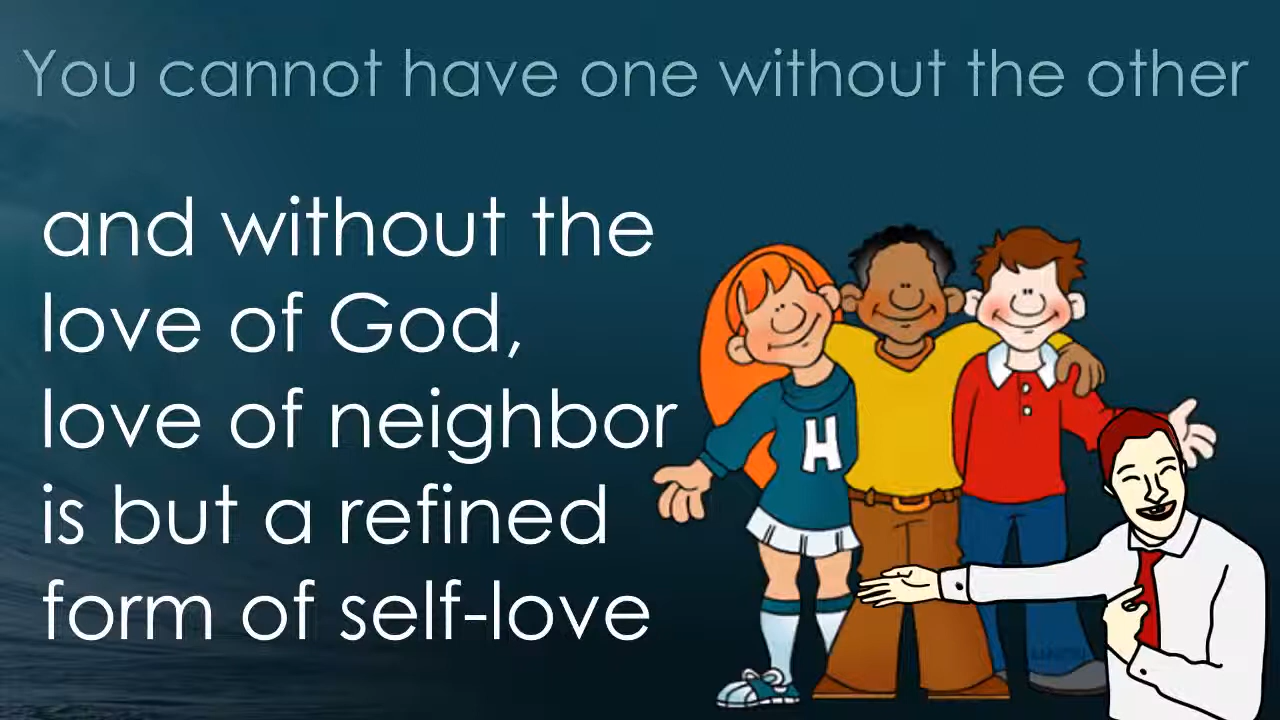 You cannot have one without the other
and without the
love of God,
love of neighbor
is but a refined
form of self-love
H